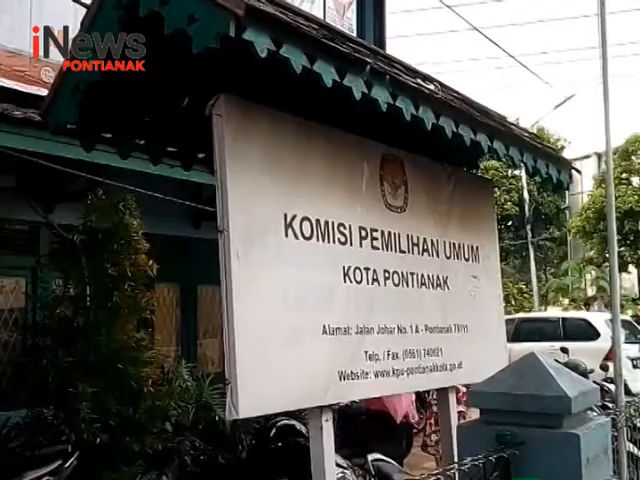 iNews
PONTIANAK
KOMISI PEMILIHAN UMUM
KOTA PONTIANAK
Alamat: Jalan Johar No. 1 A - Pontianak 78111
Telp./ Fax. (0561) 740621
Website: www.kpu-pontianakkota.go.id